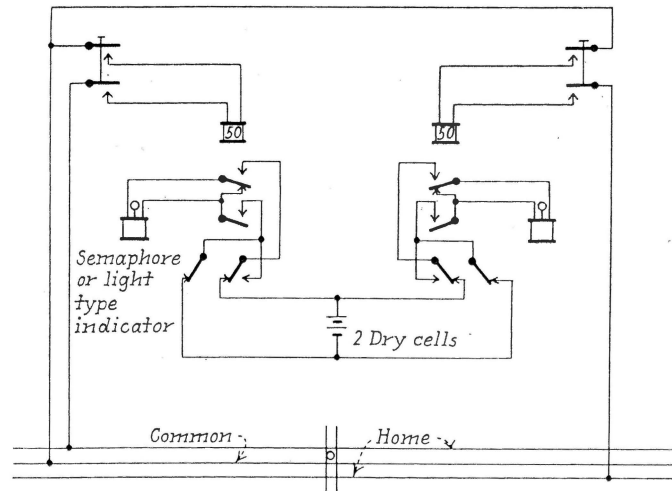 50
50
Semaphore
or light
type
indicator
2 Dry cells
Common
Home